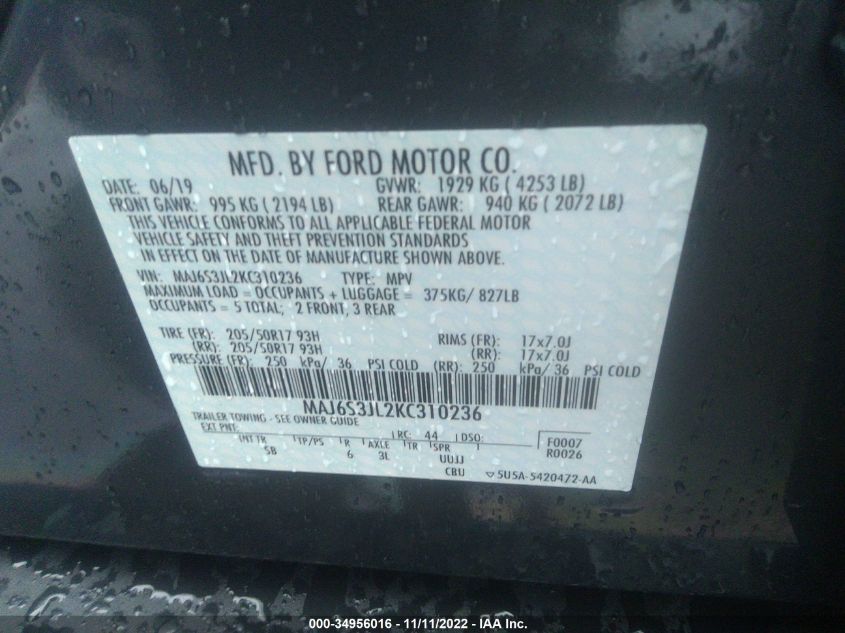 MFD. BY FORD MOTOR CO.
DATE: 06/19 GVWR: 1929 KG ( 4253 LB)
FRONT GAWR: 995 KG ( 2194 LB) REAR GAWR: 940 KG ( 2072 LB)
THIS VEHICLE CONFORMS TO ALL APPLICABLE FEDERAL MOTOR
VEHICLE SAFETY AND THEFT PREVENTION STANDARDS
IN EFFECT ON THE DATE OF MANUFACTURE SHOWN ABOVE.
VIN: MAJ6S3JL2KC310236 TYPE: MPV
MAXIMUM LOAD = OCCUPANTS + LUGGAGE = 375KG/ 827LB
OCCUPANTS = 5 TOTAL; 2 FRONT, 3 REAR
TIRE (FR): 205/50R17 93H RIMS (FR): 17x7.0J
(RR): 205/50R17 93H (RR): 17x7.0J
PRESSURE (FR): 250 kPa/ 36 PSI COLD (RR): 250 kPa/ 36 PSI COLD
MAJ6S3JL2KC310236
TRAILER TOWING - SEE OWNER GUIDE
EXT PNT: RC: 44 DSO: F0007
INT TR TP/PS R AXLE TR SPR R0026
5B 6 3L UUJJ
CBU 5U5A-5420472-AA
000-34956016 - 11/11/2022 - IAA Inc.